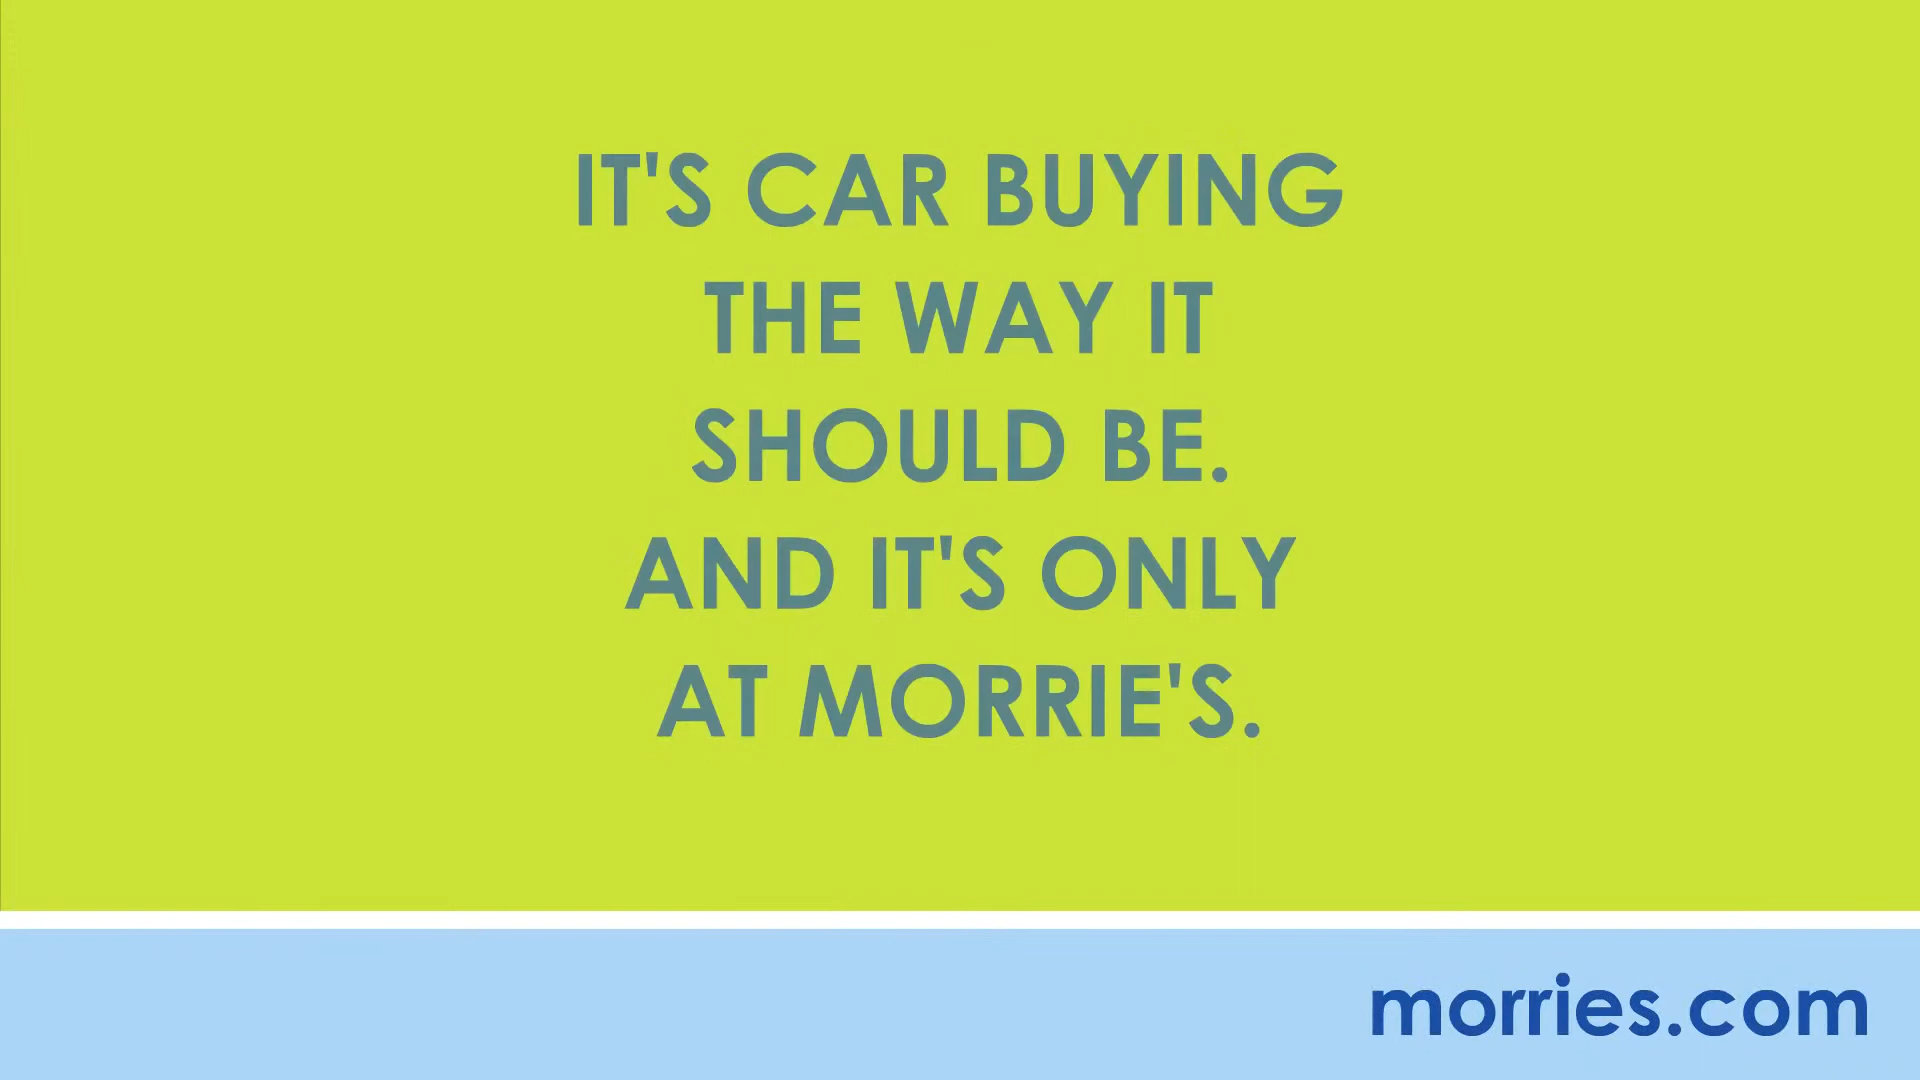 IT'S CAR BUYING
THE WAY IT
SHOULD BE.
AND IT'S ONLY
AT MORRIE'S.
morries.com